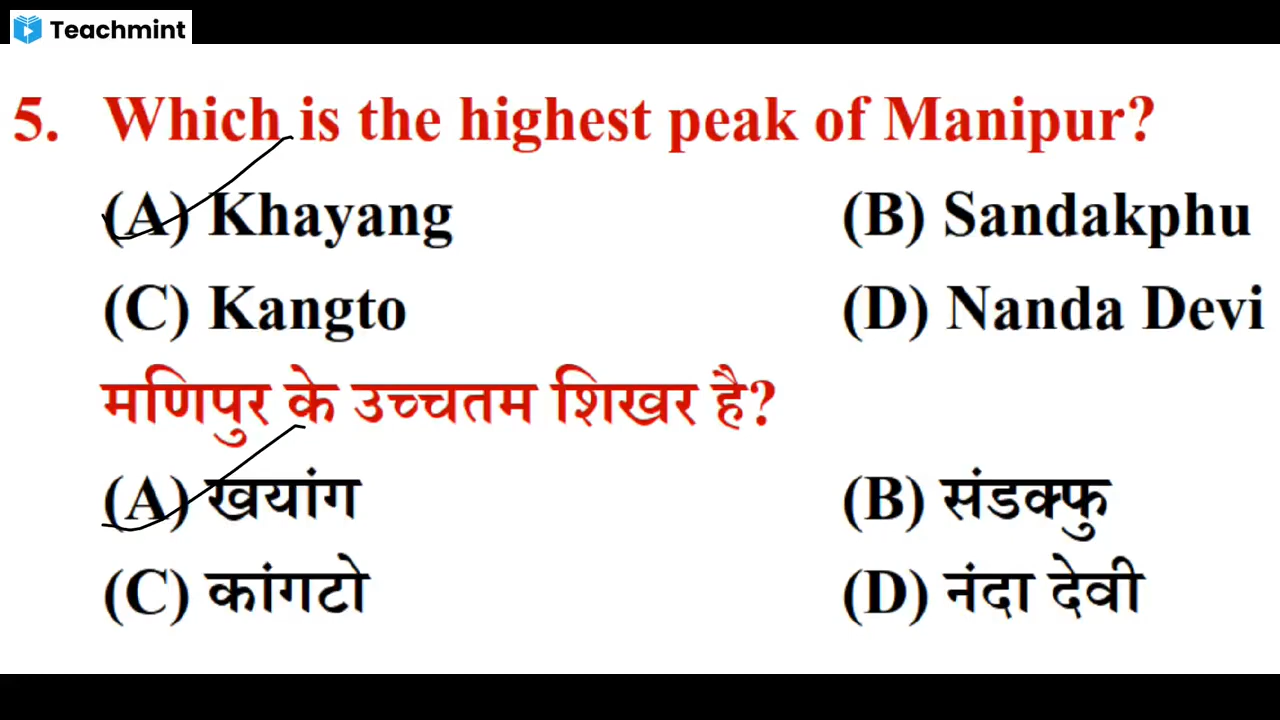 Teachmint
5. Which is the highest peak of Manipur?
(A) Khayang (B) Sandakphu
(C) Kangto (D) Nanda Devi
मणिपुर के उच्चतम शिखर है?
(A) खयांग (B) संडक्फु
(C) कांगटो (D) नंदा देवी